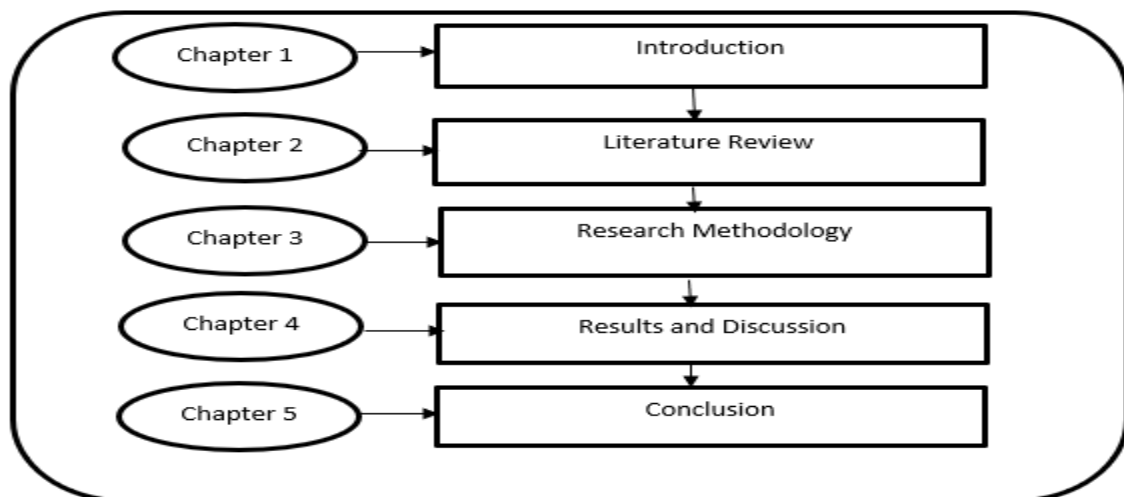 Chapter 1
Introduction
Chapter 2
Literature Review
Chapter 3
Research Methodology
Chapter 4
Results and Discussion
Chapter 5
Conclusion